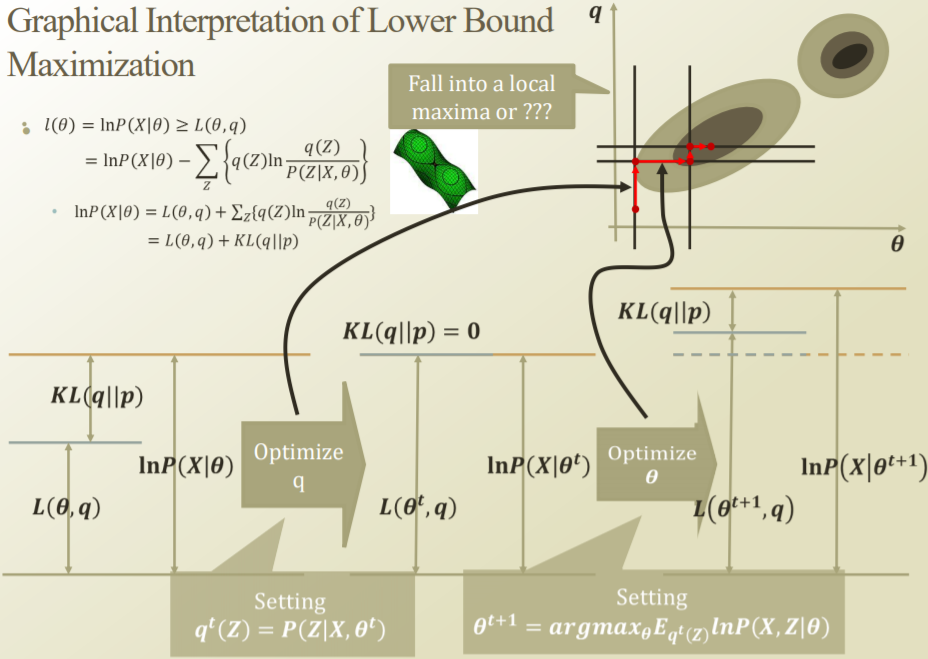 Graphical Interpretation of Lower Bound
Maximization
q
Fall into a local
maxima or ???
l(θ) = lnP(X|θ) ≥ L(θ, q)
= lnP(X|θ) − ∑_Z {q(Z)ln q(Z)/P(Z|X, θ)}
lnP(X|θ) = L(θ, q) + ∑_Z{q(Z)ln q(Z)/P(Z|X,θ)}
= L(θ, q) + KL(q||p)
θ
KL(q||p)
KL(q||p) = 0
KL(q||p)
Optimize
q
Optimize
θ
lnP(X|θ)
lnP(X|θ^t)
lnP(X|θ^{t+1})
L(θ, q)
L(θ^t, q)
L(θ^{t+1}, q)
Setting
q^t(Z) = P(Z|X, θ^t)
Setting
θ^{t+1} = argmax_θ E_{q^t(Z)} lnP(X, Z|θ)